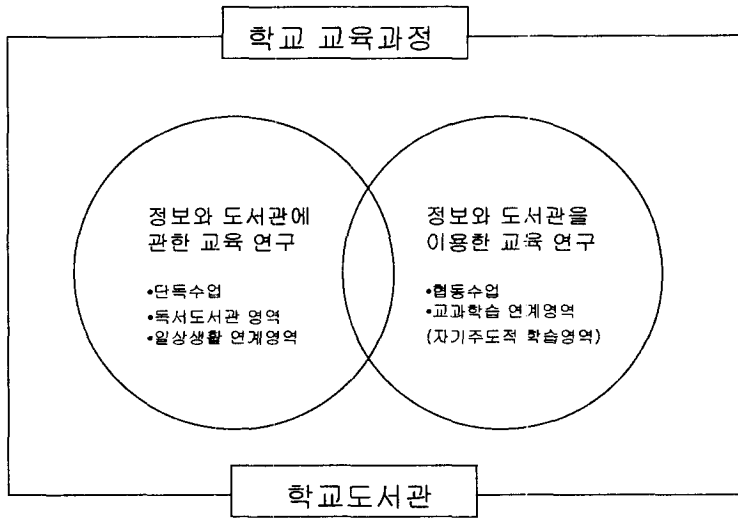 학교 교육과정
정보와 도서관에
관한 교육 연구
•단독수업
•독서도서관 영역
•일상생활 연계영역
정보와 도서관을
이용한 교육 연구
•협동수업
•교과학습 연계영역
(자기주도적 학습영역)
학교도서관